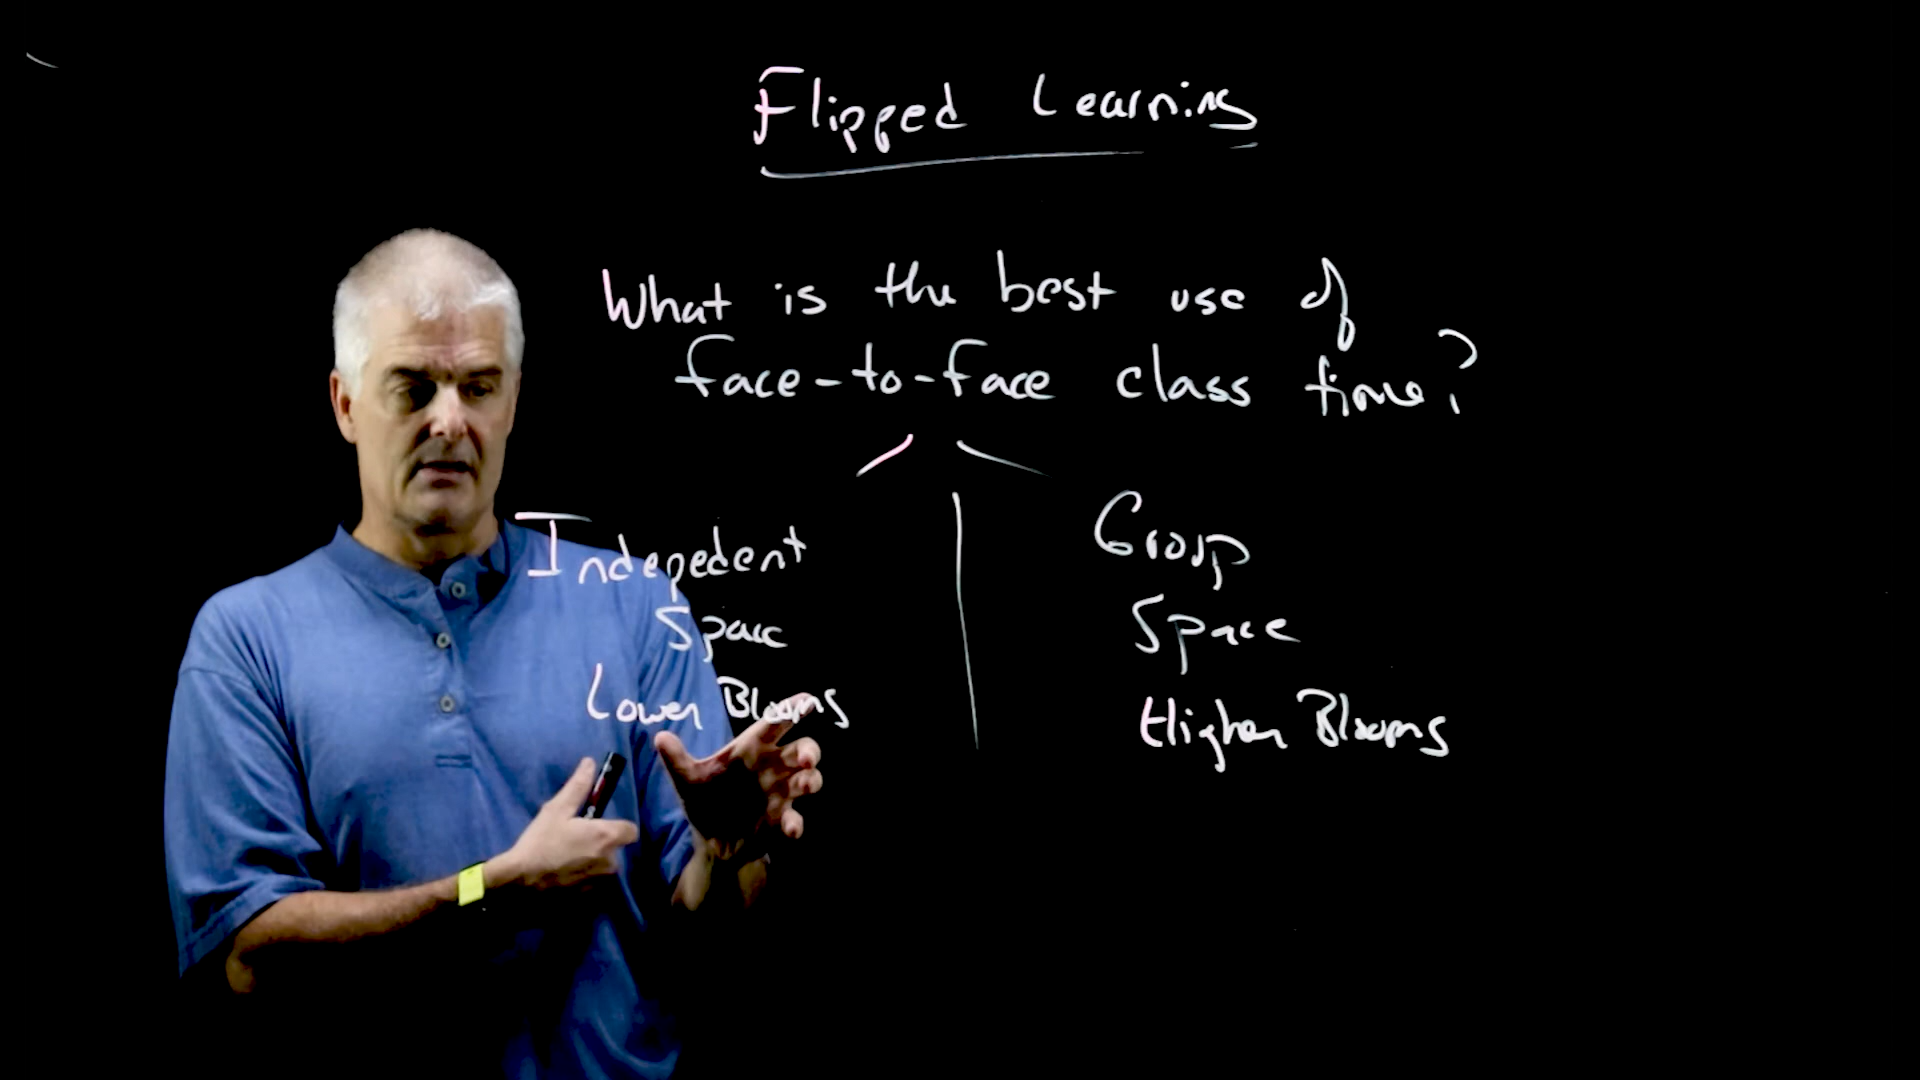 Flipped Learning
What is the best use of
face-to-face class time?
Indepedent
Space
Lower Blooms
Group
Space
Higher Blooms